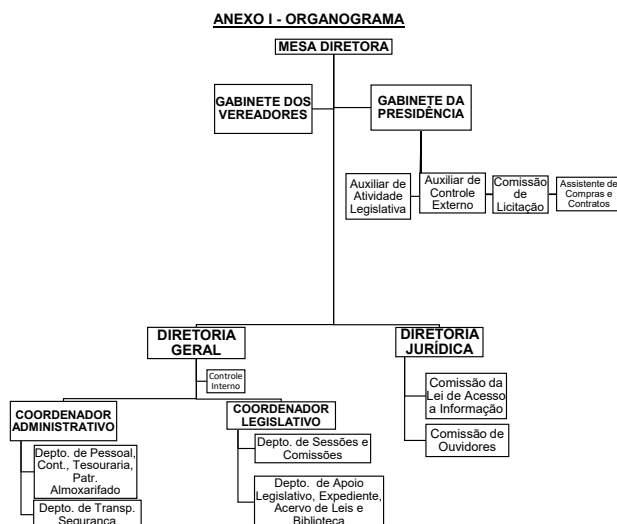 ANEXO I - ORGANOGRAMA
MESA DIRETORA
GABINETE DOS
VEREADORES
GABINETE DA
PRESIDÊNCIA
Auxiliar de
Atividade
Legislativa
Auxiliar de
Controle
Externo
Comissão
de
Licitação
Assistente de
Compras e
Contratos
DIRETORIA
GERAL
DIRETORIA
JURÍDICA
Controle
Interno
Comissão da
Lei de Acesso
a Informação
Comissão de
Ouvidores
COORDENADOR
ADMINISTRATIVO
COORDENADOR
LEGISLATIVO
Depto. de Pessoal,
Cont., Tesouraria,
Patr.
Almoxarifado
Depto. de Transp.
Segurança
Depto. de Sessões e
Comissões
Depto. de Apoio
Legislativo, Expediente,
Acervo de Leis e
Biblioteca